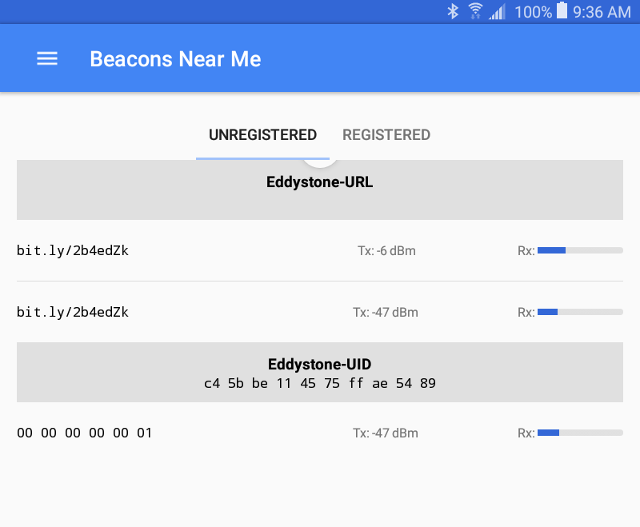 100% 9:36 AM
Beacons Near Me
UNREGISTERED REGISTERED
Eddystone-URL
bit.ly/2b4edZk Tx: -6 dBm Rx:
bit.ly/2b4edZk Tx: -47 dBm Rx:
Eddystone-UID
c4 5b be 11 45 75 ff ae 54 89
00 00 00 00 00 01 Tx: -47 dBm Rx: